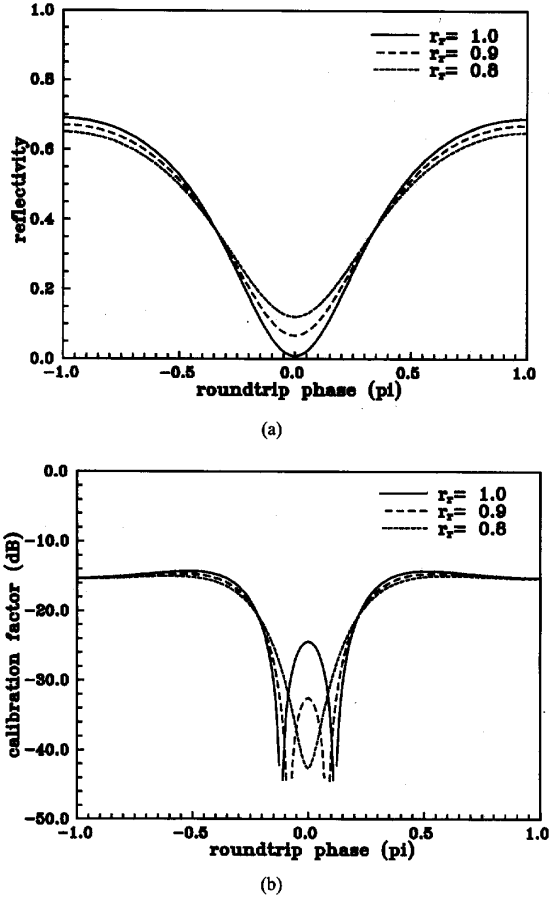 1.0
0.8
0.6
0.4
0.2
0.0
reflectivity
r_r= 1.0
r_r= 0.9
r_r= 0.8
-1.0 -0.5 0.0 0.5 1.0
roundtrip phase (pi)
(a)
0.0
-10.0
-20.0
-30.0
-40.0
-50.0
calibration factor (dB)
r_r= 1.0
r_r= 0.9
r_r= 0.8
-1.0 -0.5 0.0 0.5 1.0
roundtrip phase (pi)
(b)